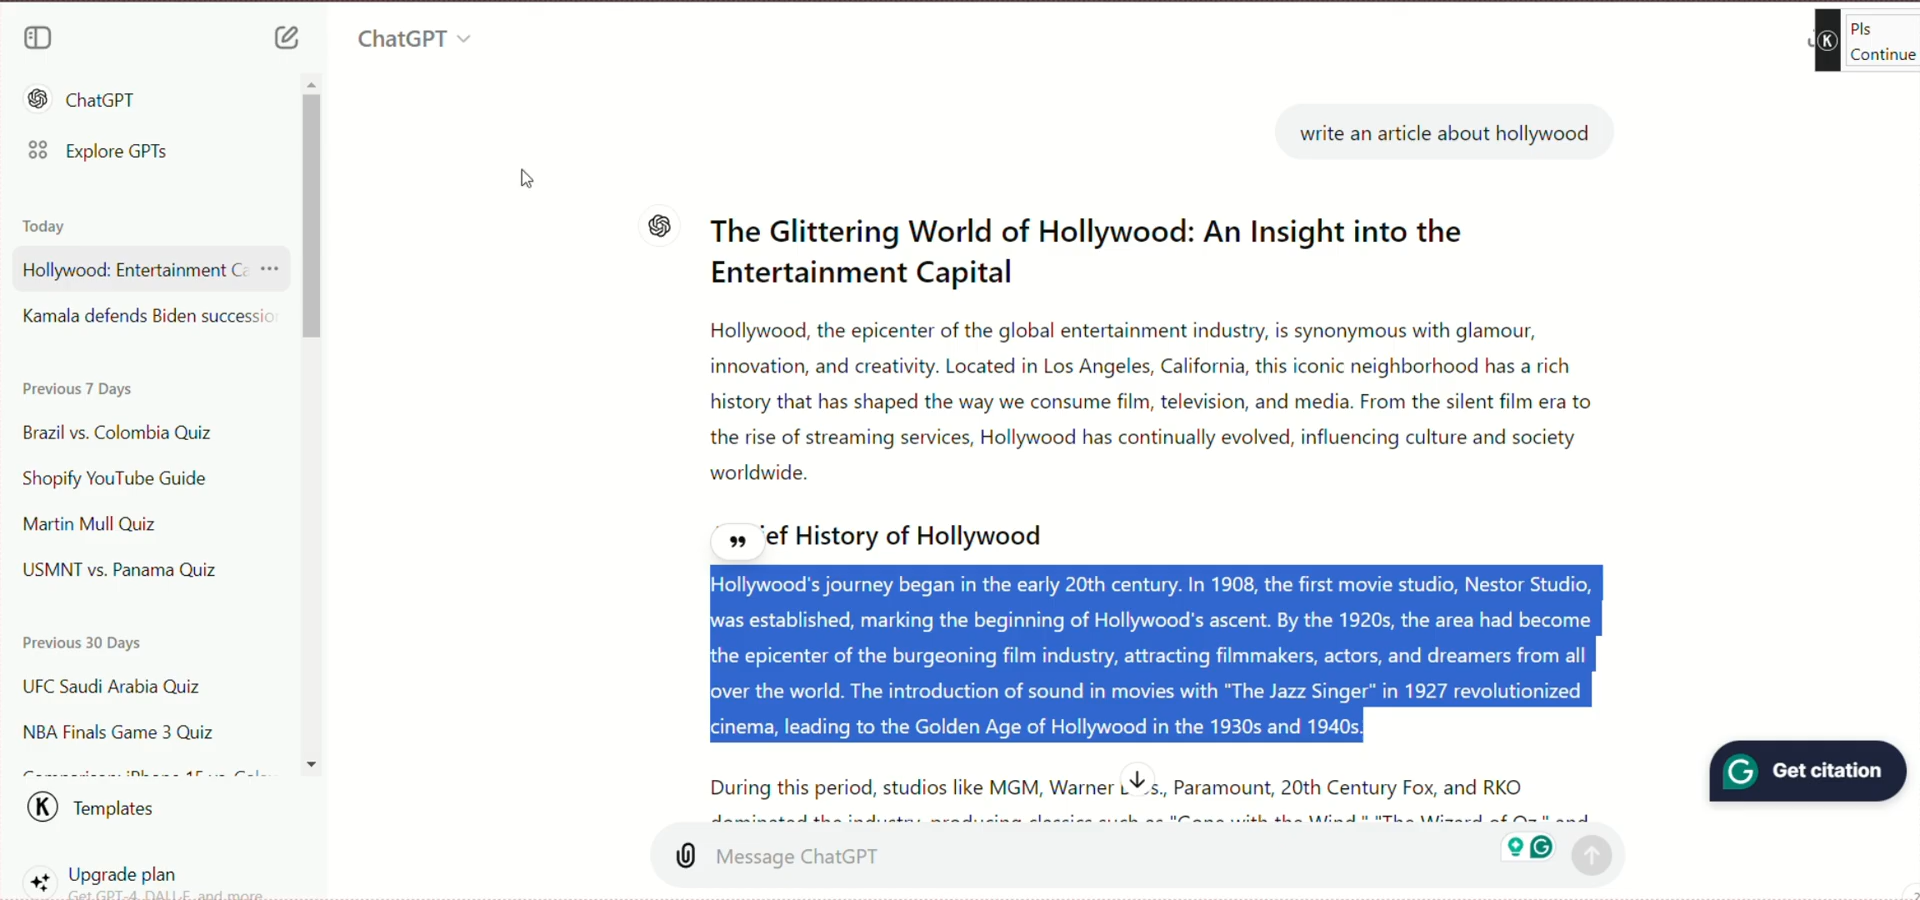 ChatGPT
Pls
Continue
ChatGPT
Explore GPTs
write an article about hollywood
Today
Hollywood: Entertainment
Kamala defends Biden succession
Previous 7 Days
Brazil vs. Colombia Quiz
Shopify YouTube Guide
Martin Mull Quiz
USMNT vs. Panama Quiz
Previous 30 Days
UFC Saudi Arabia Quiz
NBA Finals Game 3 Quiz
Templates
Upgrade plan
Get GPT-4, DALL·E, and more
The Glittering World of Hollywood: An Insight into the
Entertainment Capital
Hollywood, the epicenter of the global entertainment industry, is synonymous with glamour,
innovation, and creativity. Located in Los Angeles, California, this iconic neighborhood has a rich
history that has shaped the way we consume film, television, and media. From the silent film era to
the rise of streaming services, Hollywood has continually evolved, influencing culture and society
worldwide.
History of Hollywood
Hollywood's journey began in the early 20th century. In 1908, the first movie studio, Nestor Studio,
was established, marking the beginning of Hollywood's ascent. By the 1920s, the area had become
the epicenter of the burgeoning film industry, attracting filmmakers, actors, and dreamers from all
over the world. The introduction of sound in movies with "The Jazz Singer" in 1927 revolutionized
cinema, leading to the Golden Age of Hollywood in the 1930s and 1940s.
During this period, studios like MGM, Warner Paramount, 20th Century Fox, and RKO
Get citation
Message ChatGPT